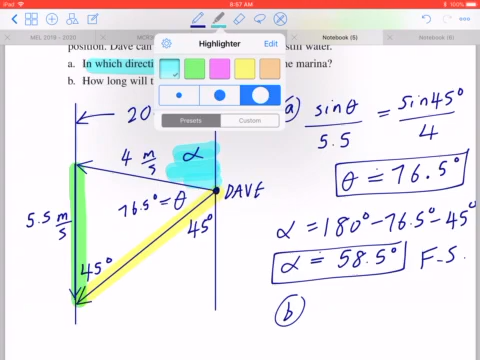 iPad
8:57 AM
100%
MEL 2019 - 2020
MCR
Notebook (5)
Notebook (6)
position. Dave can
still water.
a. In which directi
he marina?
b. How long will t
Highlighter
Edit
Presets
Custom
20
4 m/s
α
DAVE
76.5° = θ
45°
5.5 m/s
45°
a)
sinθ/5.5 = sin45°/4
θ = 76.5°
α = 180° - 76.5° - 45°
α = 58.5° F.S.
b